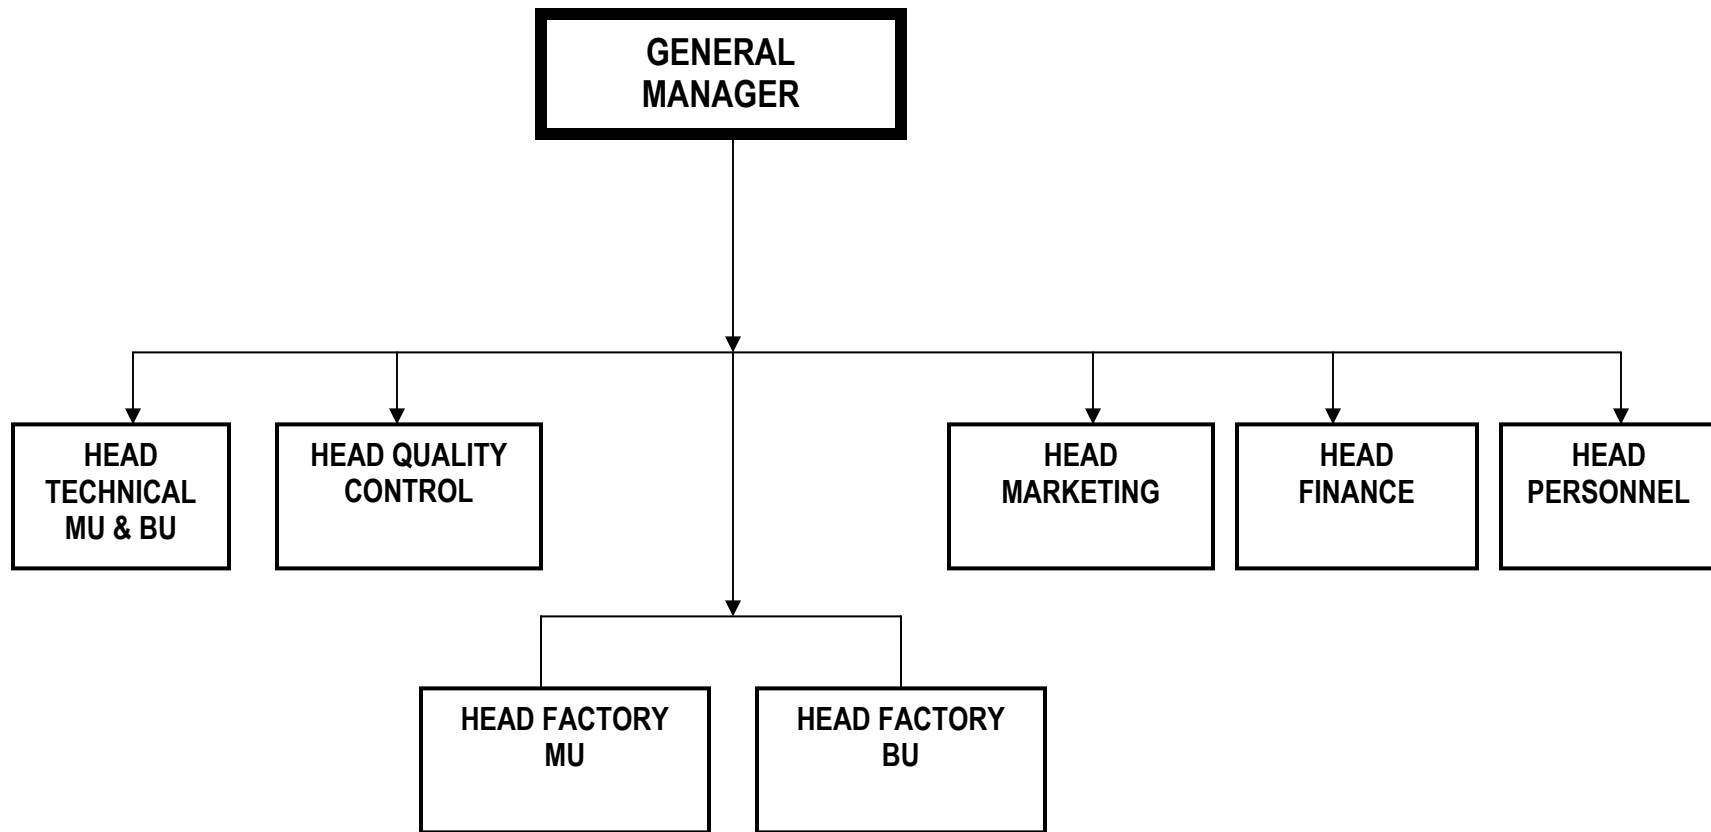 GENERAL
MANAGER
HEAD
TECHNICAL
MU & BU
HEAD QUALITY
CONTROL
HEAD
MARKETING
HEAD
FINANCE
HEAD
PERSONNEL
HEAD FACTORY
MU
HEAD FACTORY
BU